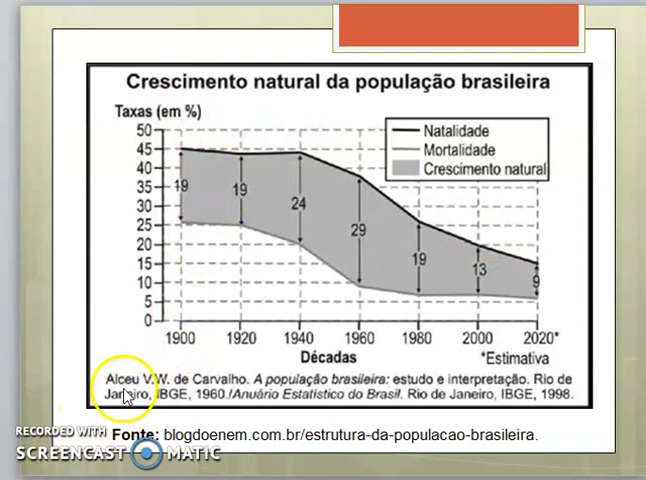 Crescimento natural da população brasileira
Taxas (em %)
50
45
40
35
30
25
20
15
10
5
0
Natalidade
Mortalidade
Crescimento natural
19
19
24
29
19
13
9
1900 1920 1940 1960 1980 2000 2020*
Décadas
*Estimativa
Alceu V.W. de Carvalho. A população brasileira: estudo e interpretação. Rio de
Janeiro, IBGE, 1960./Anuário Estatístico do Brasil. Rio de Janeiro, IBGE, 1998.
Fonte: blogdoenem.com.br/estrutura-da-populacao-brasileira.
RECORDED WITH
SCREENCAST MATIC